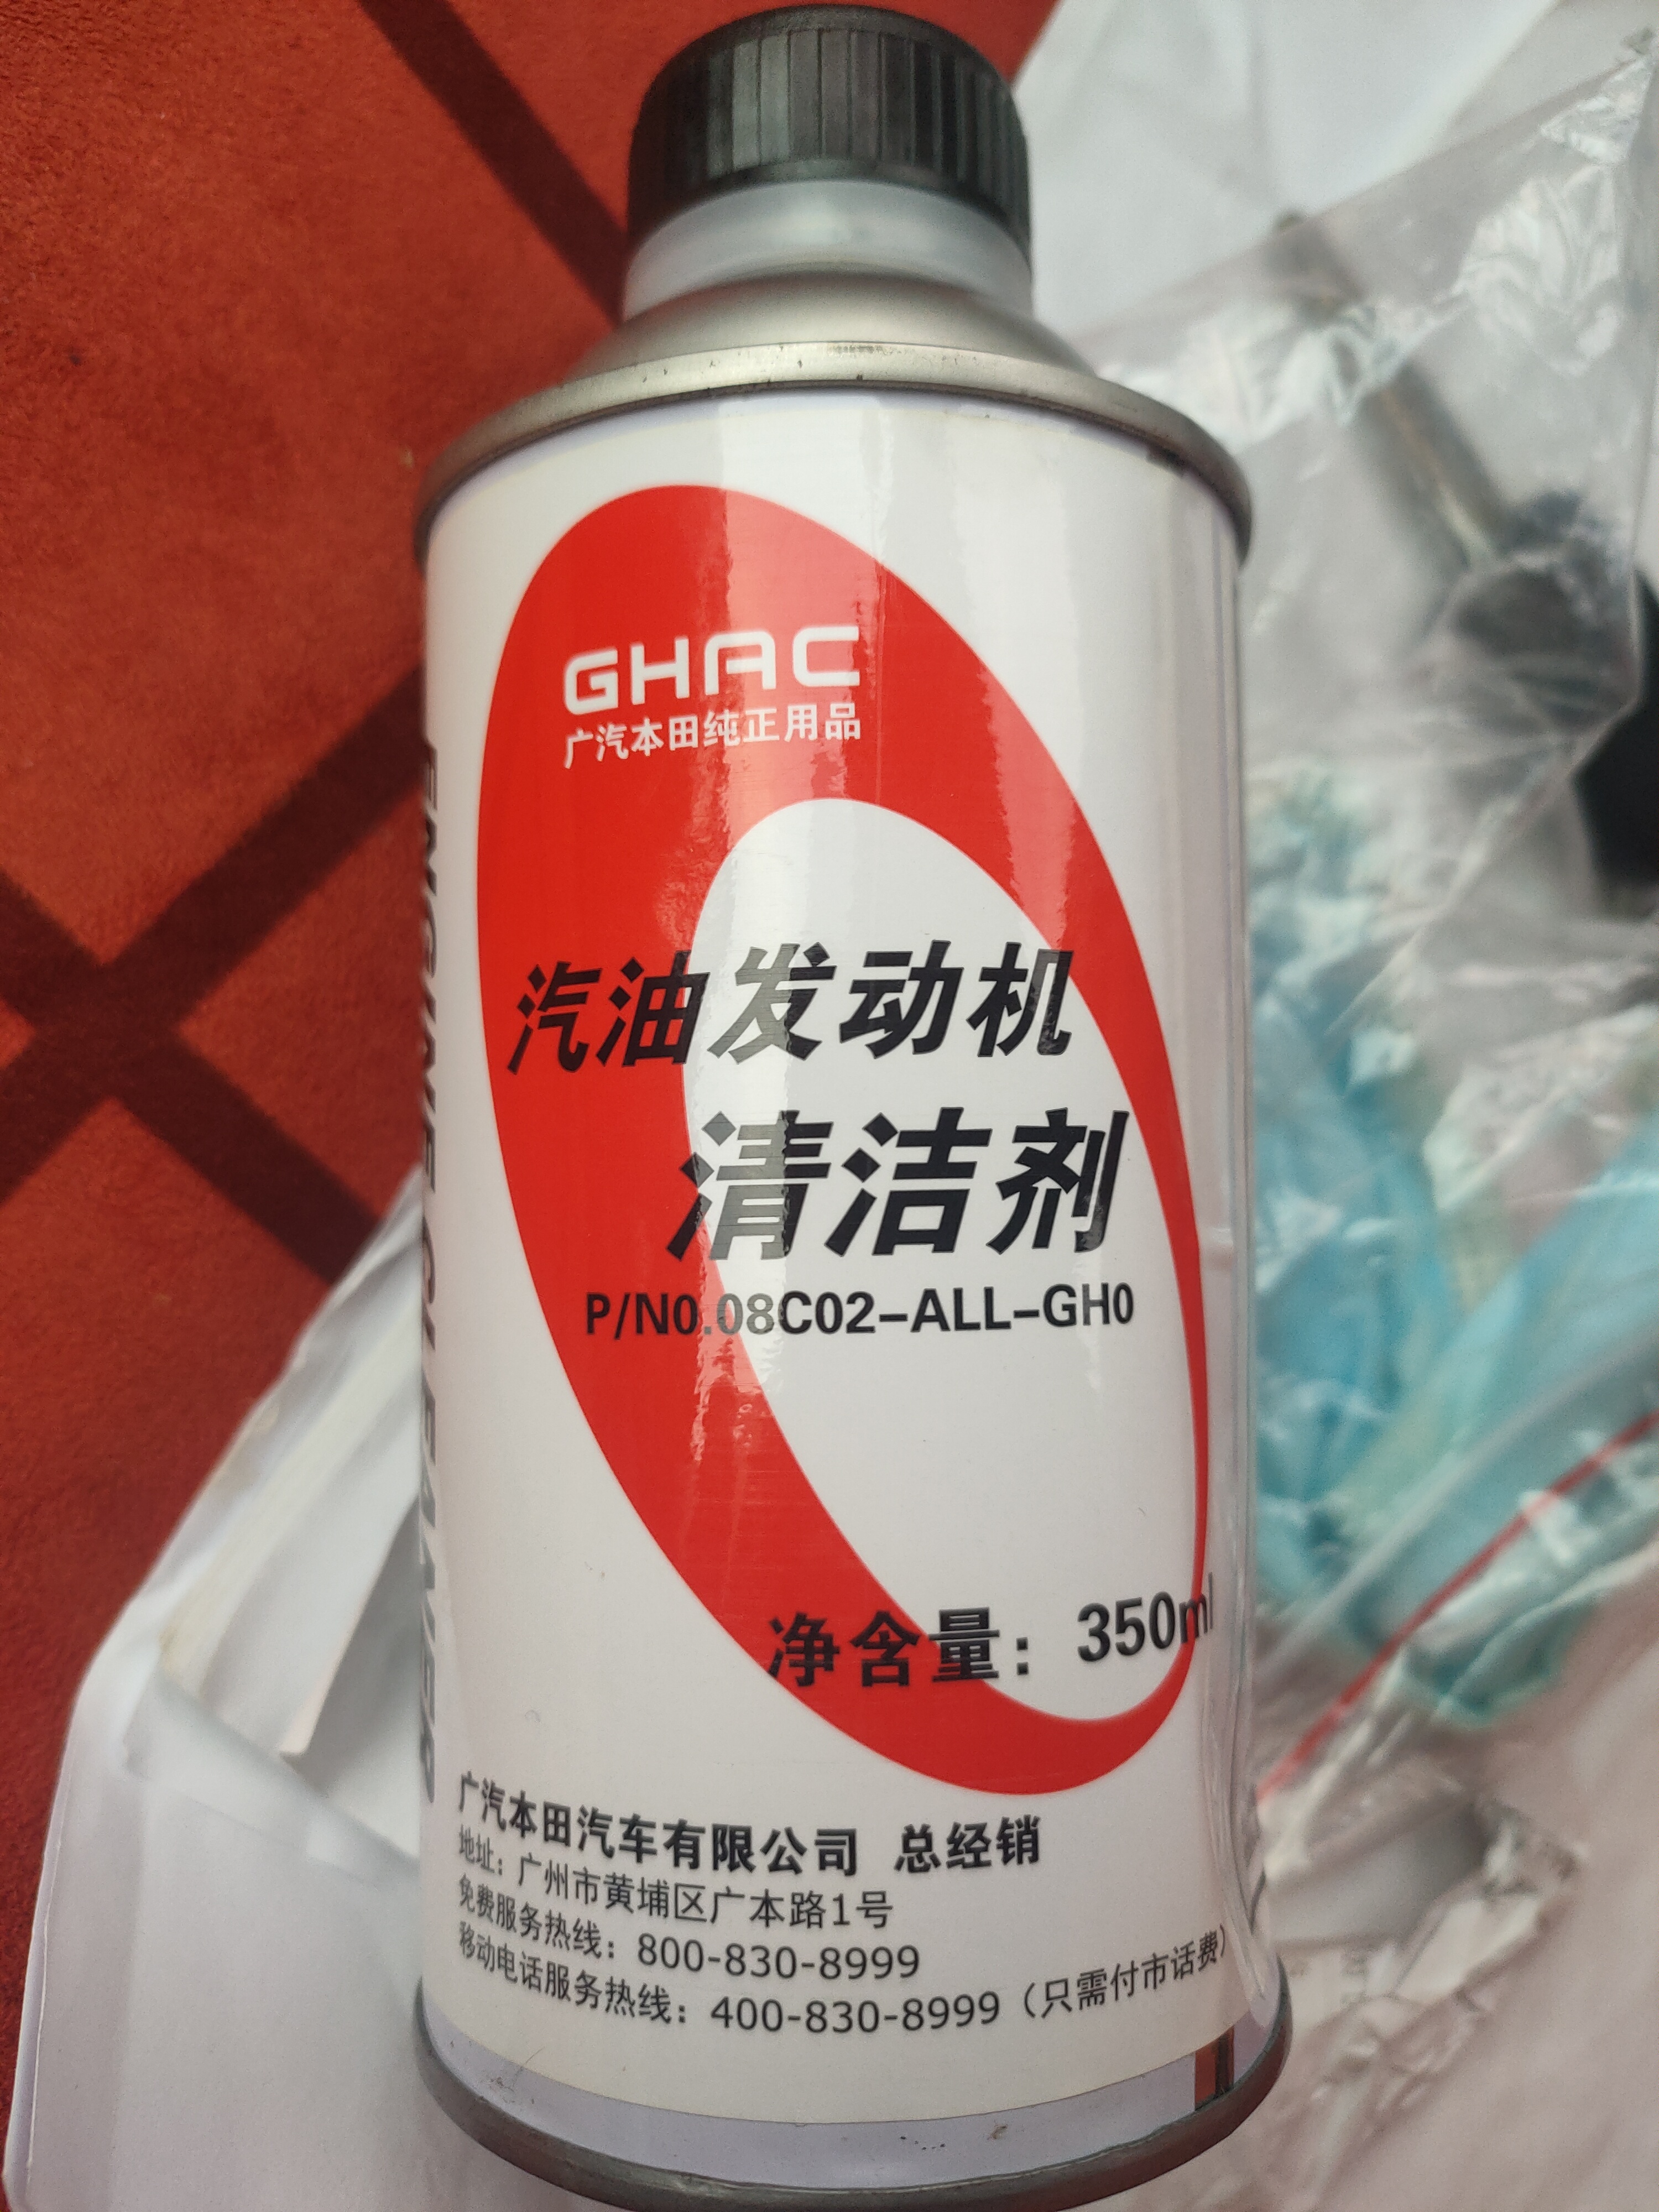 GHAC
广汽本田纯正用品
汽油发动机
清洁剂
P/N0.08C02-ALL-GH0
净含量：350ml
广汽本田汽车有限公司 总经销
地址：广州市黄埔区广本路1号
免费服务热线：800-830-8999
移动电话服务热线：400-830-8999（只需付市话费）
ENGINE CLEANER